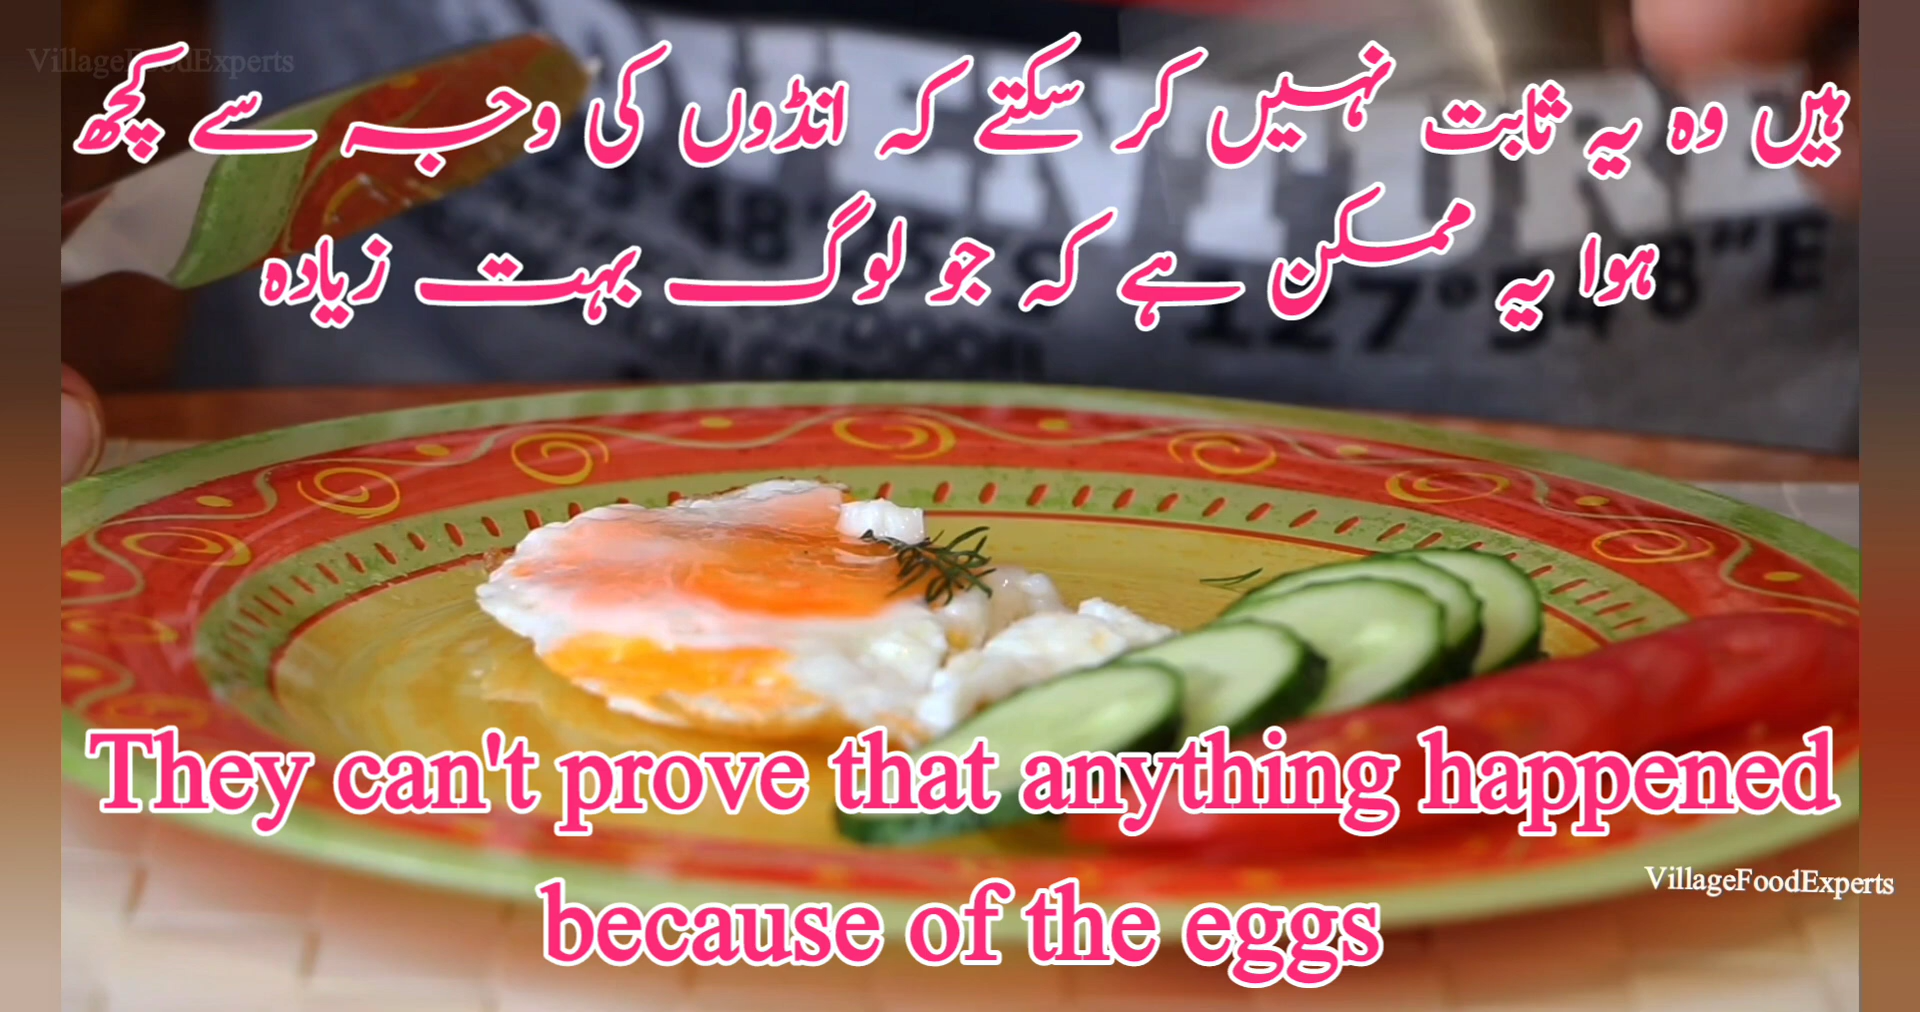 VillageFoodExperts
ہیں وہ یہ ثابت نہیں کر سکتے کہ انڈوں کی وجہ سے کچھ
ہوا یہ ممکن ہے کہ جو لوگ بہت زیادہ
They can't prove that anything happened
VillageFoodExperts
because of the eggs